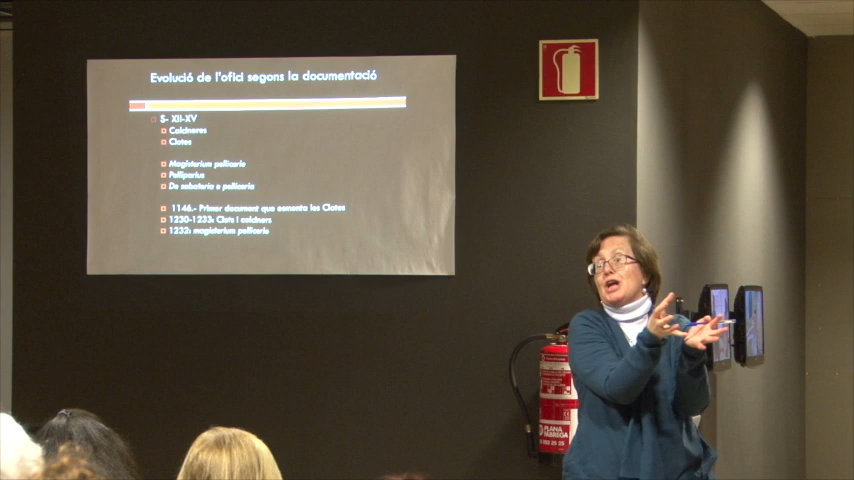 Evolució de l'ofici segons la documentació
S- XII-XV
Calcineres
Clotes
Magisterium pellicerie
Pelliparius
De sabateria e pelliceria
1146.- Primer document que esmenta les Clotes
1230-1233: Clots i calciners
1232: magisterium pellicerie
PLANA
FÀBREGA